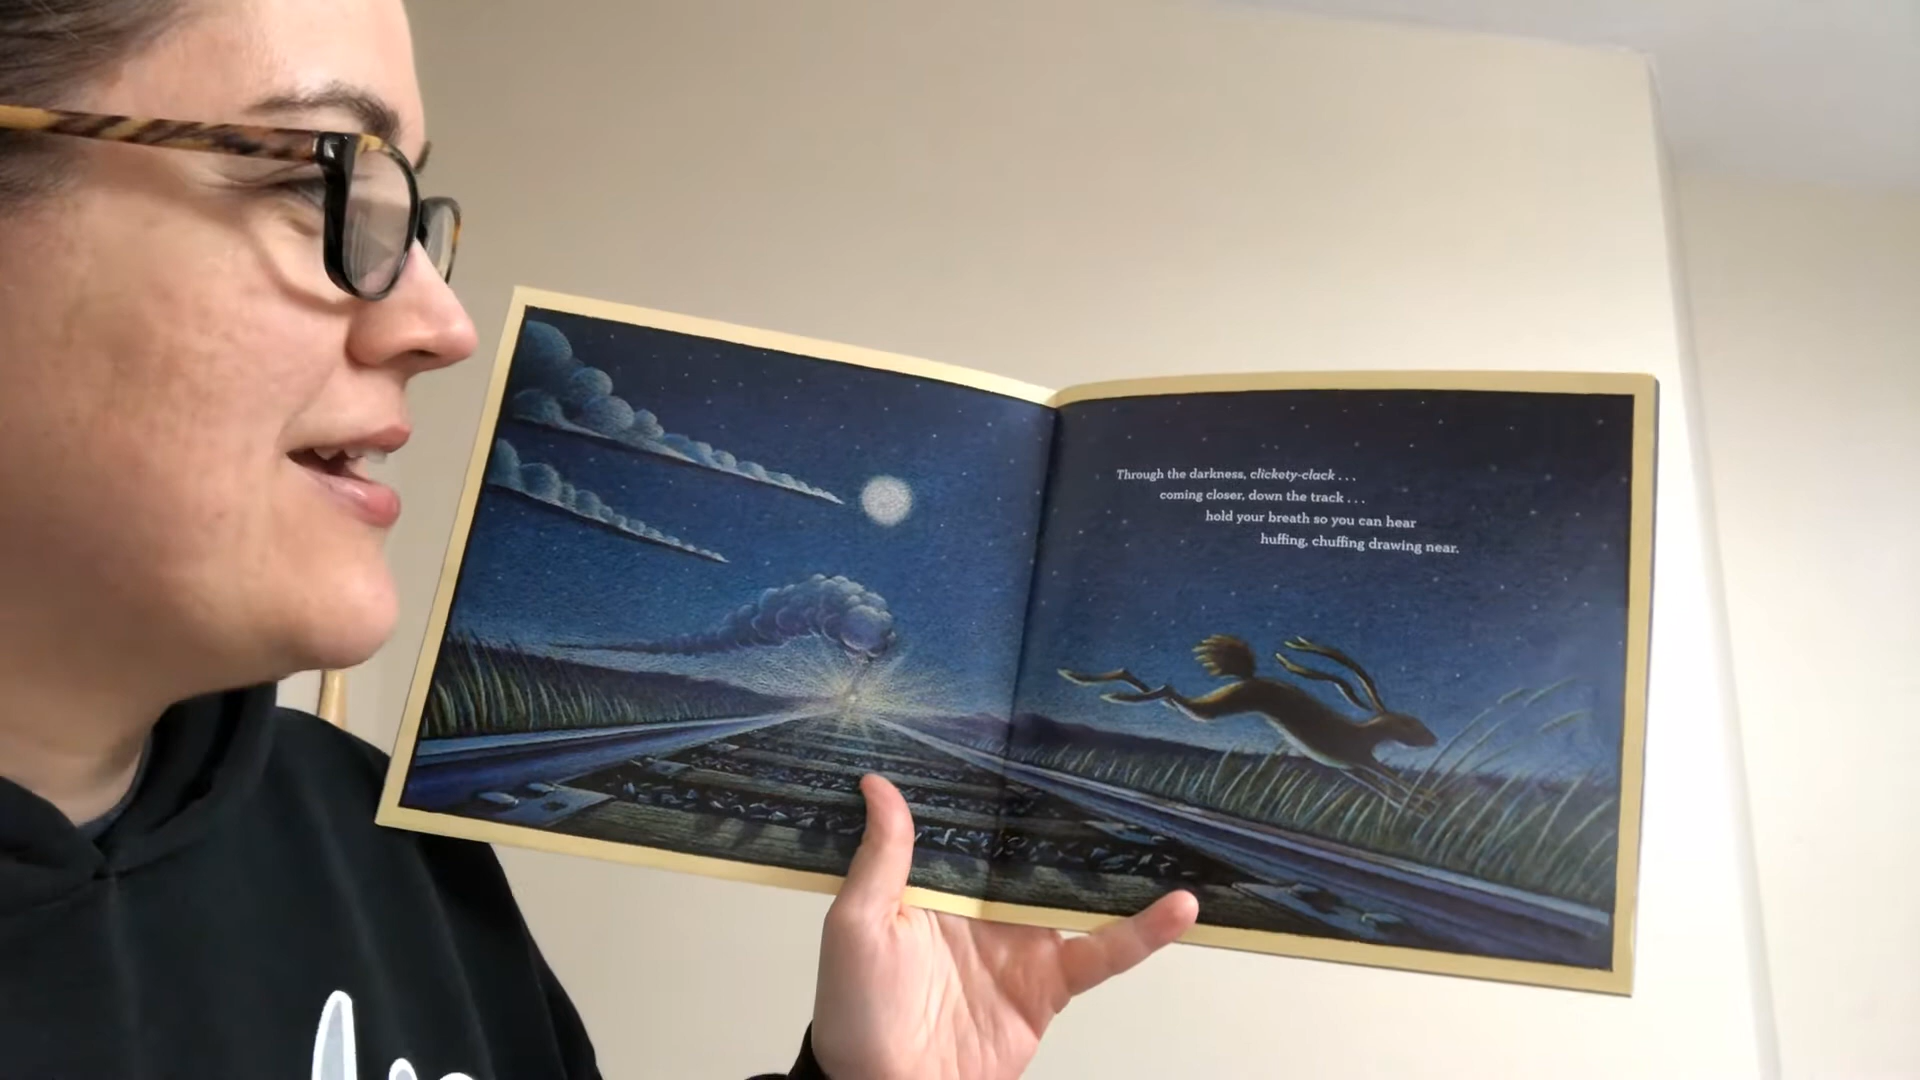 Through the darkness, clickety-clack . . .
coming closer, down the track . . .
hold your breath so you can hear
huffing, chuffing drawing near.